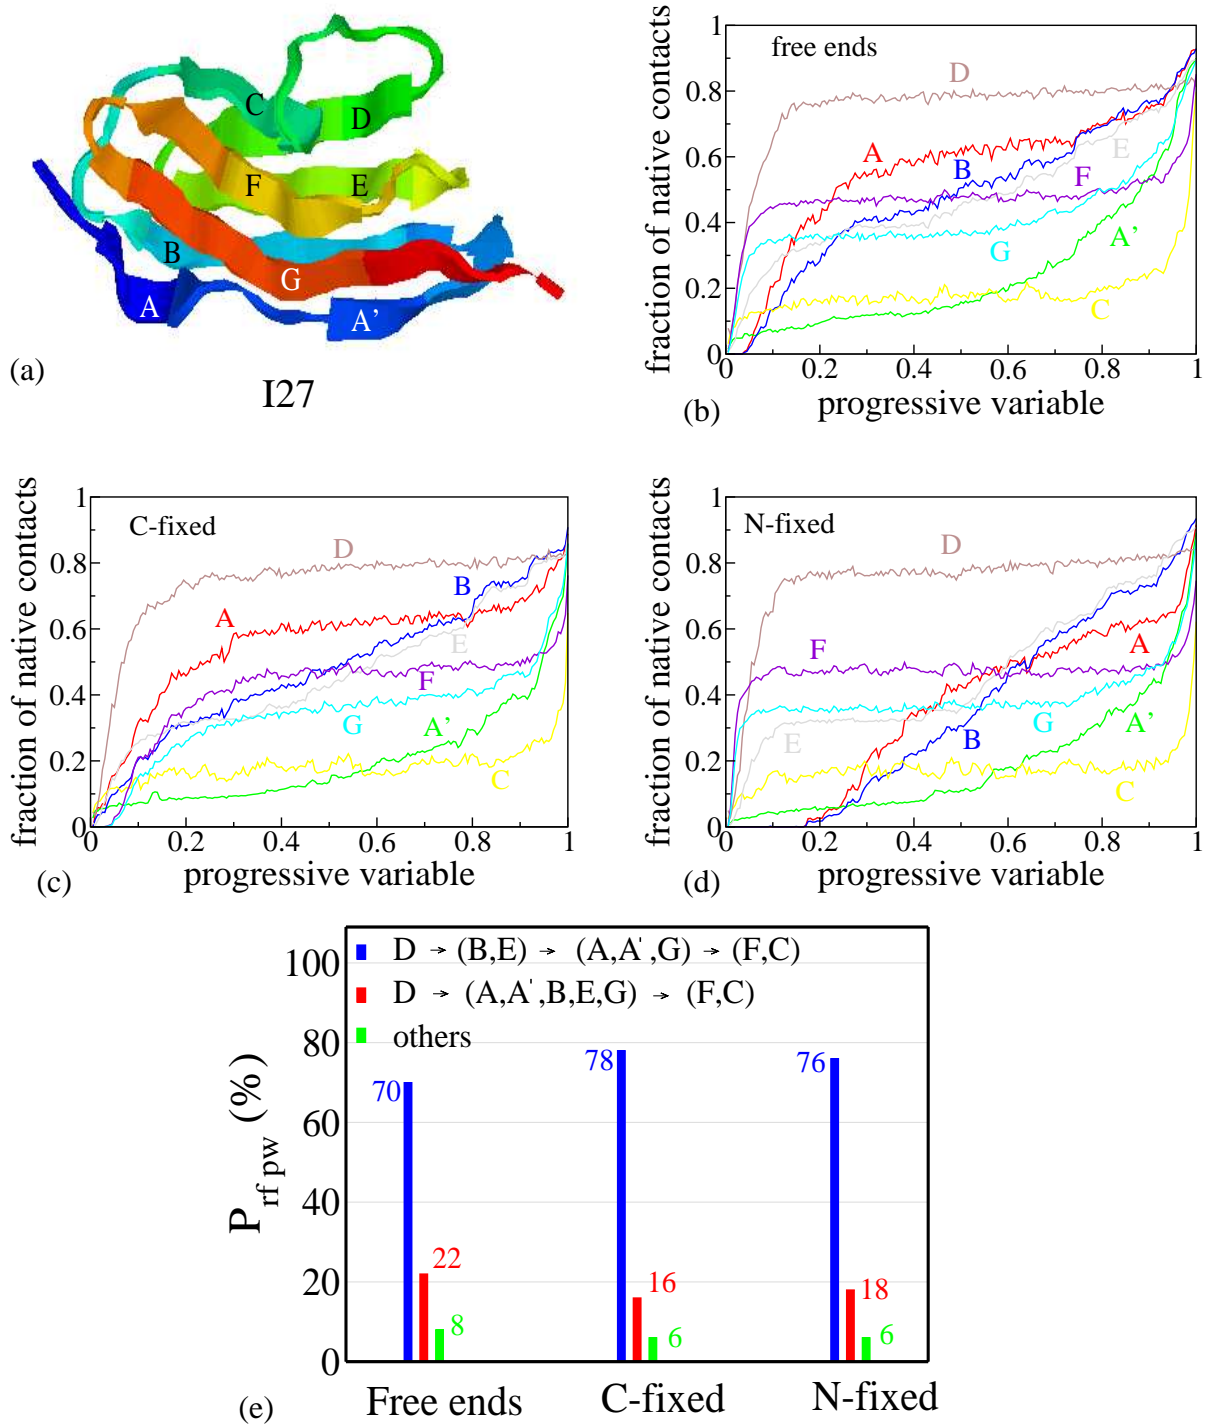 C
D
F
E
B
G
A
A'
(a)
I27
fraction of native contacts
1
0.8
0.6
0.4
0.2
0
free ends
D
A
B
E
F
G
A'
C
0 0.2 0.4 0.6 0.8 1
progressive variable
(b)
fraction of native contacts
1
0.8
0.6
0.4
0.2
0
C-fixed
D
B
A
E
F
G
A'
C
0 0.2 0.4 0.6 0.8 1
progressive variable
(c)
fraction of native contacts
1
0.8
0.6
0.4
0.2
0
N-fixed
D
F
A
E
B
G
A'
C
0 0.2 0.4 0.6 0.8 1
progressive variable
(d)
D → (B,E) → (A,A',G) → (F,C)
D → (A,A',B,E,G) → (F,C)
others
P rf pw (%)
100
80
60
40
20
0
70
22
8
78
16
6
76
18
6
Free ends C-fixed N-fixed
(e)